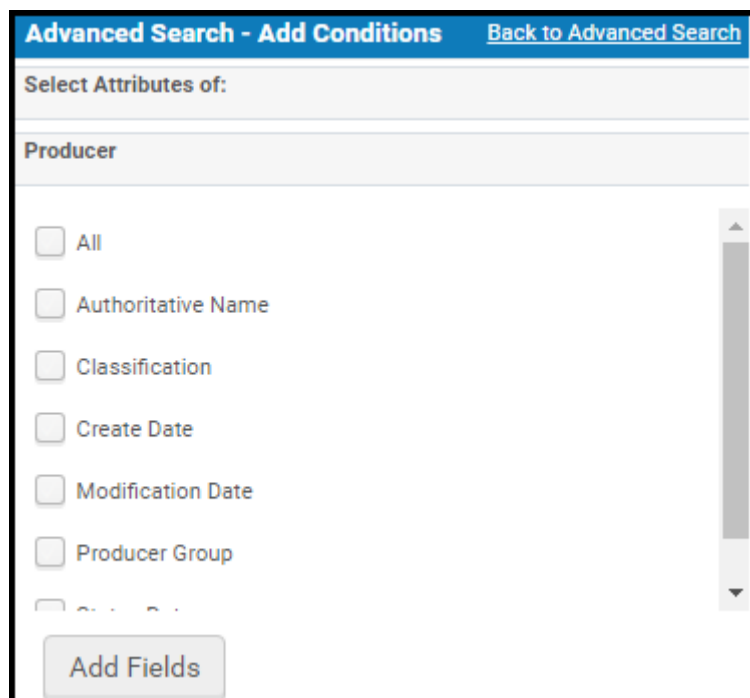 Advanced Search - Add Conditions Back to Advanced Search
Select Attributes of:
Producer
All
Authoritative Name
Classification
Create Date
Modification Date
Producer Group
Add Fields